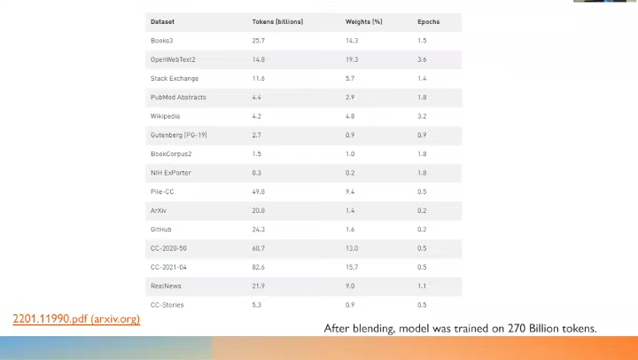 Dataset Tokens (billions) Weights (%) Epochs
Books3 25.7 14.3 1.5
OpenWebText2 14.8 19.3 3.6
Stack Exchange 11.6 5.7 1.4
PubMed Abstracts 4.4 2.9 1.8
Wikipedia 4.2 4.8 3.2
Gutenberg (PG-19) 2.7 0.9 0.9
BookCorpus2 1.5 1.0 1.8
NIH ExPorter 0.3 0.2 1.8
Pile-CC 49.8 9.4 0.5
ArXiv 20.8 1.4 0.2
GitHub 24.3 1.6 0.2
CC-2020-50 68.7 13.0 0.5
CC-2021-04 82.6 15.7 0.5
RealNews 21.9 9.0 1.1
CC-Stories 5.3 0.9 0.5
2201.11990.pdf (arxiv.org)
After blending, model was trained on 270 Billion tokens.